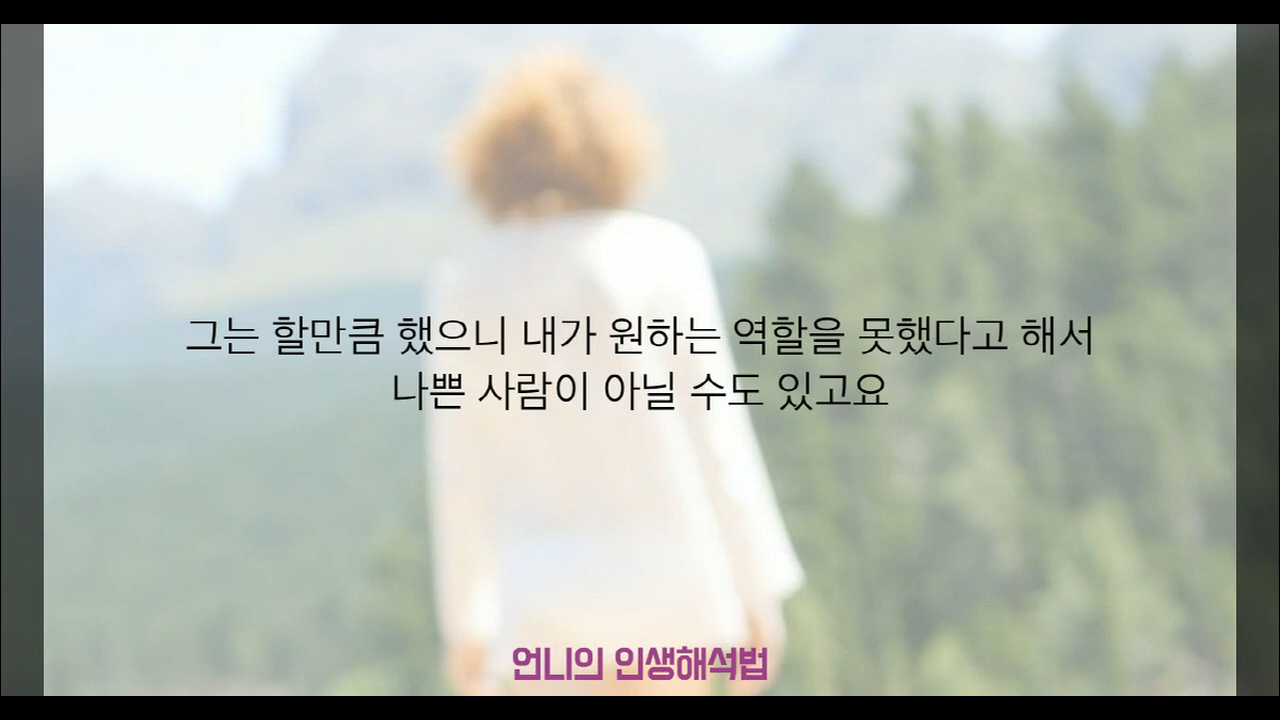 그는 할만큼 했으니 내가 원하는 역할을 못했다고 해서
나쁜 사람이 아닐 수도 있고요
언니의 인생해석법